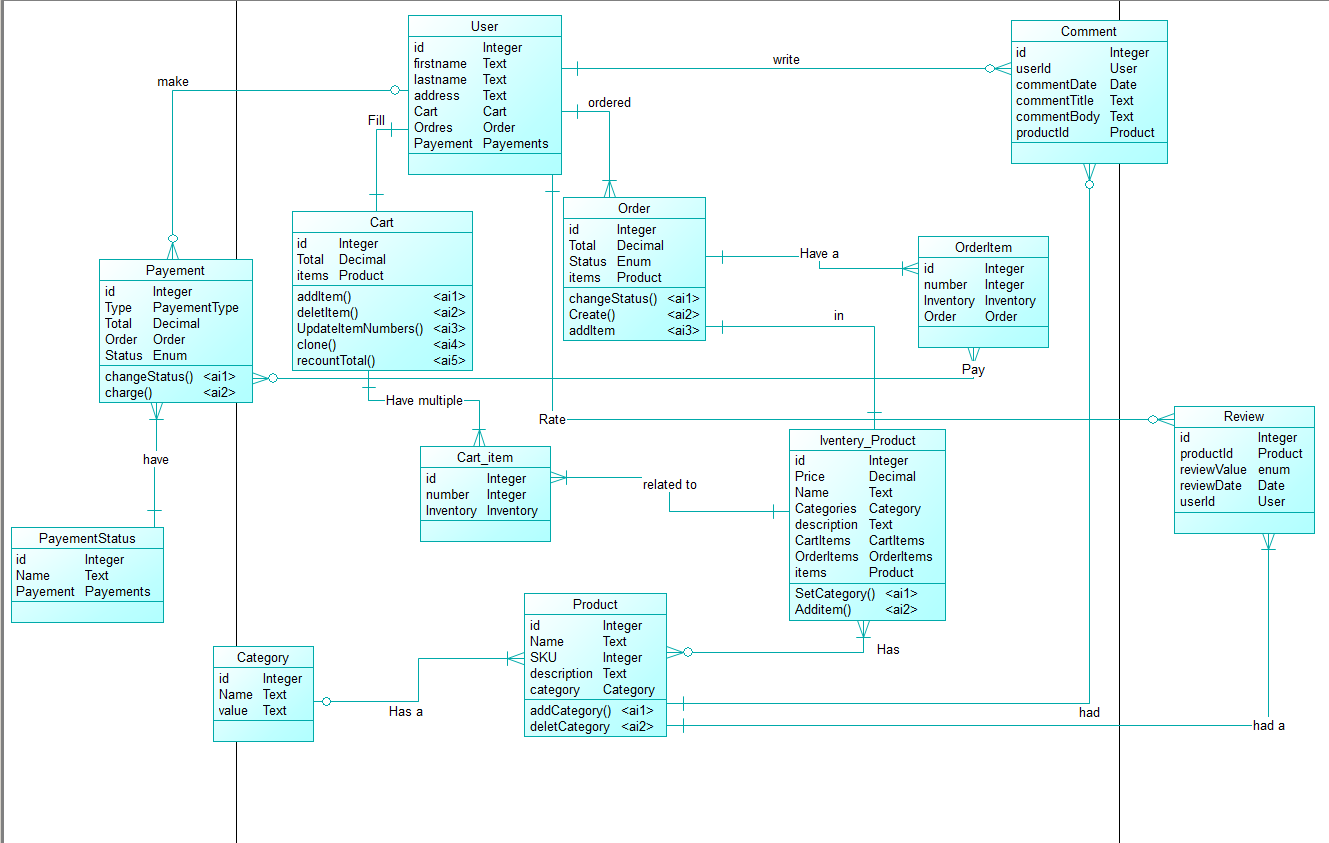 User
id Integer
firstname Text
lastname Text
address Text
Cart Cart
Ordres Order
Payement Payements
Comment
id Integer
userId User
commentDate Date
commentTitle Text
commentBody Text
productId Product
make
write
Fill
ordered
Cart
id Integer
Total Decimal
items Product
addItem() <ai1>
deletItem() <ai2>
UpdateItemNumbers() <ai3>
clone() <ai4>
recountTotal() <ai5>
Order
id Integer
Total Decimal
Status Enum
items Product
changeStatus() <ai1>
Create() <ai2>
addItem <ai3>
Have a
OrderItem
id Integer
number Integer
Inventory Inventory
Order Order
Payement
id Integer
Type PayementType
Total Decimal
Order Order
Status Enum
changeStatus() <ai1>
charge() <ai2>
in
Pay
Have multiple
Rate
Review
id Integer
productId Product
reviewValue enum
reviewDate Date
userId User
have
Cart_item
id Integer
number Integer
Inventory Inventory
related to
Iventery_Product
id Integer
Price Decimal
Name Text
Categories Category
description Text
CartItems CartItems
OrderItems OrderItems
items Product
SetCategory() <ai1>
Additem() <ai2>
PayementStatus
id Integer
Name Text
Payement Payements
Product
id Integer
Name Text
SKU Integer
description Text
category Category
addCategory() <ai1>
deletCategory <ai2>
Has
Category
id Integer
Name Text
value Text
Has a
had
had a